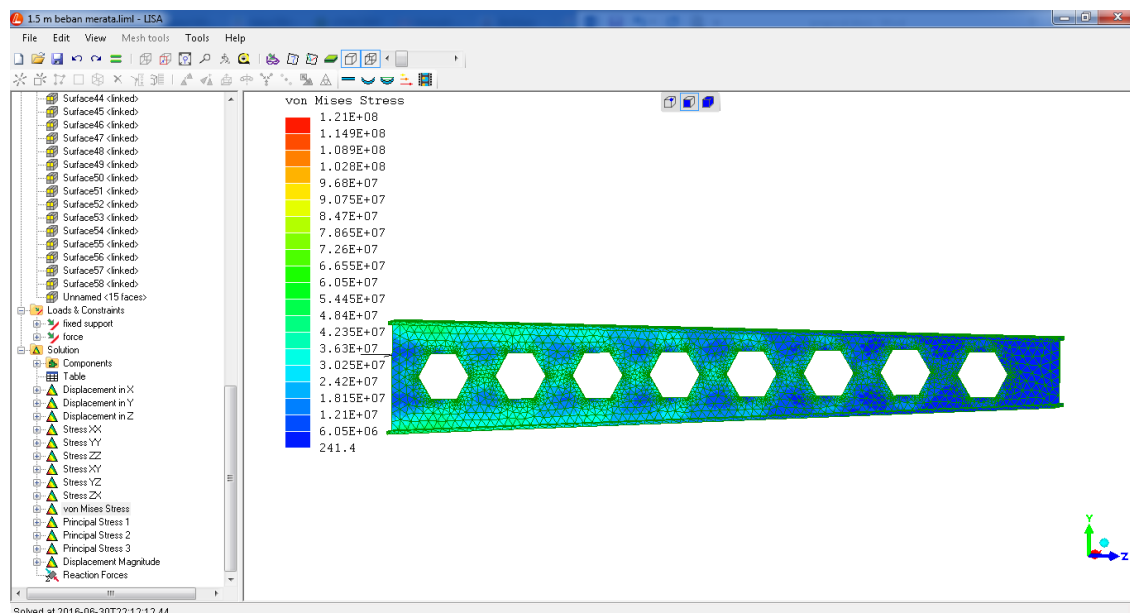 1.5 m beban merata.liml - LISA
File Edit View Mesh tools Tools Help
Surface44 <linked>
Surface45 <linked>
Surface46 <linked>
Surface47 <linked>
Surface48 <linked>
Surface49 <linked>
Surface50 <linked>
Surface51 <linked>
Surface52 <linked>
Surface53 <linked>
Surface54 <linked>
Surface55 <linked>
Surface56 <linked>
Surface57 <linked>
Surface58 <linked>
Unnamed <15 faces>
Loads & Constraints
fixed support
force
Solution
Components
Table
Displacement in X
Displacement in Y
Displacement in Z
Stress XX
Stress YY
Stress ZZ
Stress XY
Stress YZ
Stress ZX
von Mises Stress
Principal Stress 1
Principal Stress 2
Principal Stress 3
Displacement Magnitude
Reaction Forces
von Mises Stress
1.21E+08
1.149E+08
1.089E+08
1.028E+08
9.68E+07
9.075E+07
8.47E+07
7.865E+07
7.26E+07
6.655E+07
6.05E+07
5.445E+07
4.84E+07
4.235E+07
3.63E+07
3.025E+07
2.42E+07
1.815E+07
1.21E+07
6.05E+06
241.4
Y
Z
Solved at 2016-06-30T22:12:12.44